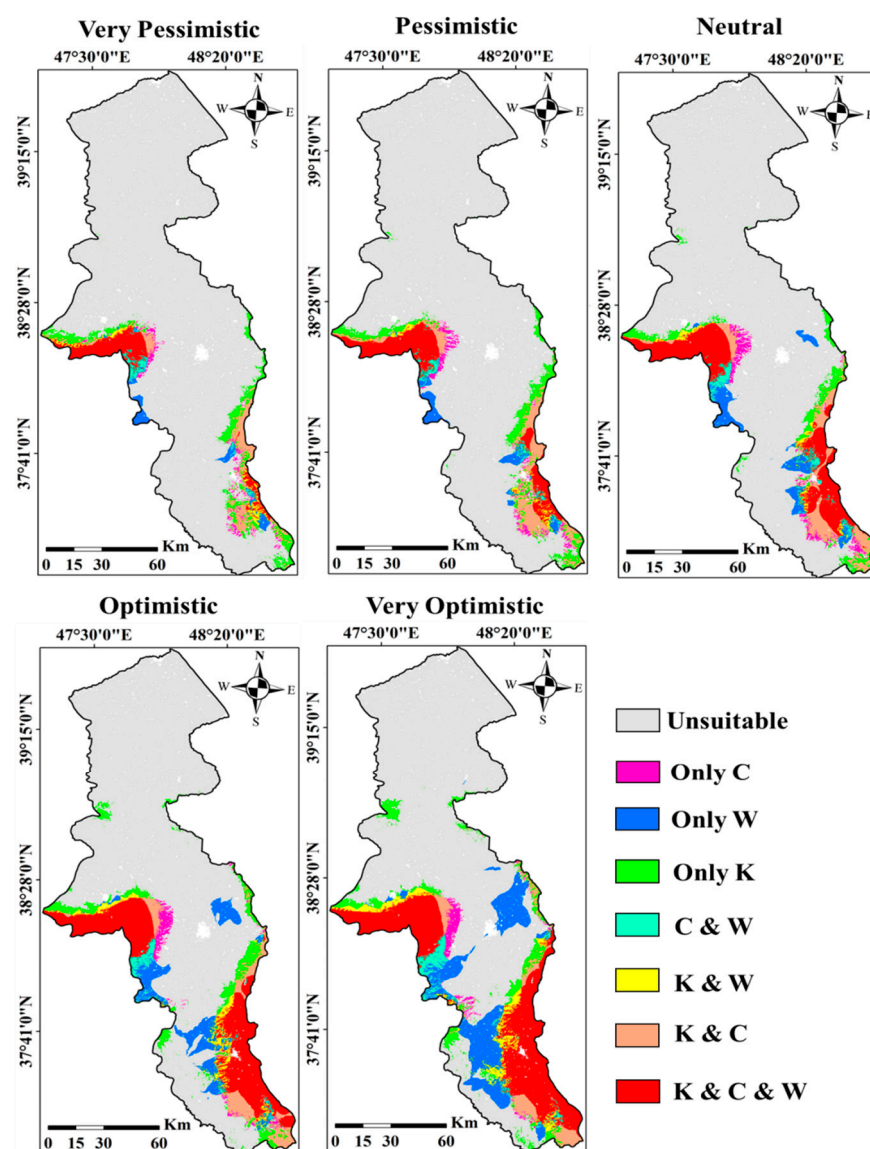 Very Pessimistic
Pessimistic
Neutral
47°30'0"E 48°20'0"E
47°30'0"E 48°20'0"E
47°30'0"E 48°20'0"E
N
W E
S
N
W E
S
N
W E
S
39°15'0"N
38°28'0"N
37°41'0"N
39°15'0"N
38°28'0"N
37°41'0"N
39°15'0"N
38°28'0"N
37°41'0"N
Km
0 15 30 60
Km
0 15 30 60
Km
0 15 30 60
Optimistic
Very Optimistic
47°30'0"E 48°20'0"E
47°30'0"E 48°20'0"E
N
W E
S
N
W E
S
39°15'0"N
38°28'0"N
37°41'0"N
39°15'0"N
38°28'0"N
37°41'0"N
Km
0 15 30 60
Km
0 15 30 60
Unsuitable
Only C
Only W
Only K
C & W
K & W
K & C
K & C & W